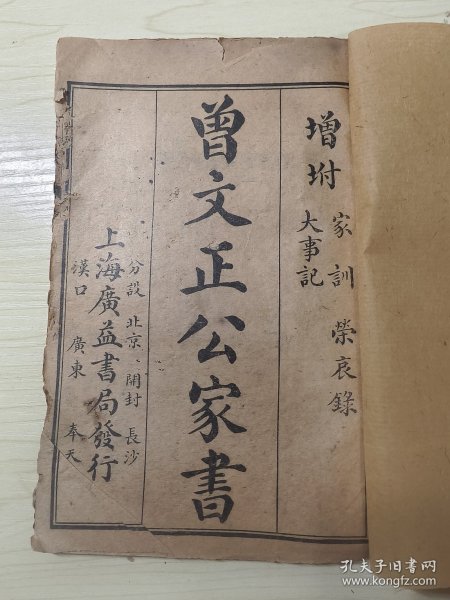 增坿 家訓 榮哀錄
大事記
曾文正公家書
分設 北京、開封 長沙
上海廣益書局發行
漢口 廣東 奉天
孔夫子旧书网
www.kongfz.com